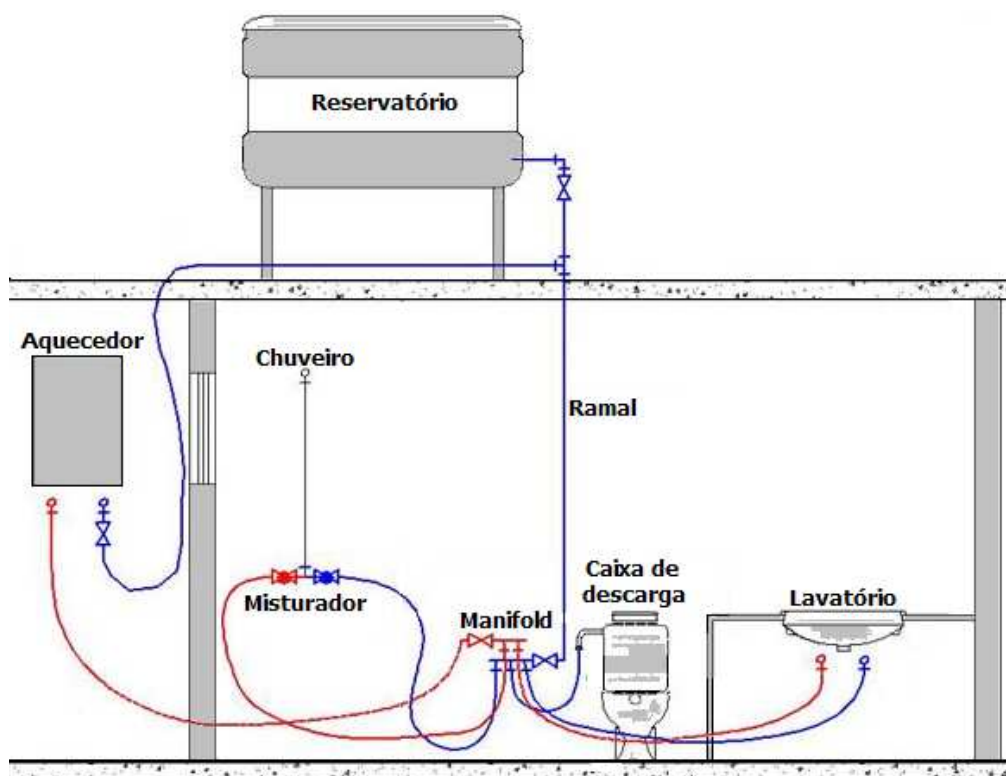 Reservatório
Aquecedor
Chuveiro
Ramal
Misturador
Manifold
Caixa de
descarga
Lavatório